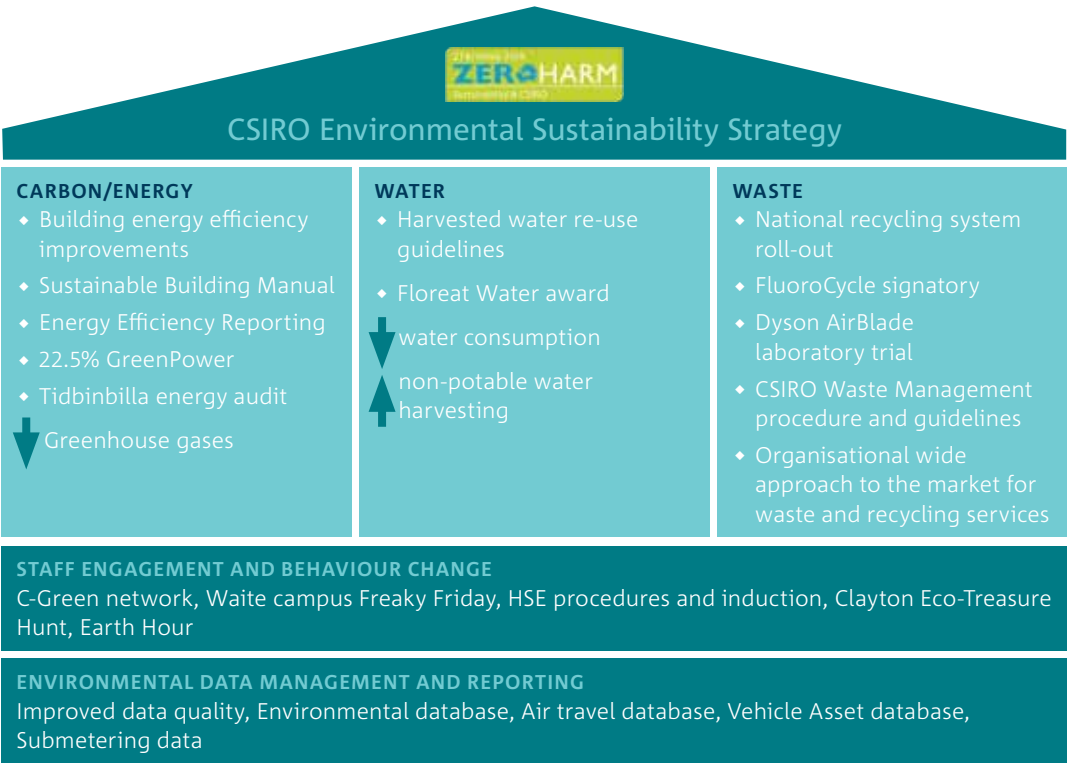 ZEROHARM
CSIRO Environmental Sustainability Strategy
CARBON/ENERGY
Building energy efficiency
improvements
Sustainable Building Manual
Energy Efficiency Reporting
22.5% GreenPower
Tidbinbilla energy audit
Greenhouse gases
WATER
Harvested water re-use
guidelines
Floreat Water award
water consumption
non-potable water
harvesting
WASTE
National recycling system
roll-out
FluoroCycle signatory
Dyson AirBlade
laboratory trial
CSIRO Waste Management
procedure and guidelines
Organisational wide
approach to the market for
waste and recycling services
STAFF ENGAGEMENT AND BEHAVIOUR CHANGE
C-Green network, Waite campus Freaky Friday, HSE procedures and induction, Clayton Eco-Treasure
Hunt, Earth Hour
ENVIRONMENTAL DATA MANAGEMENT AND REPORTING
Improved data quality, Environmental database, Air travel database, Vehicle Asset database,
Submetering data